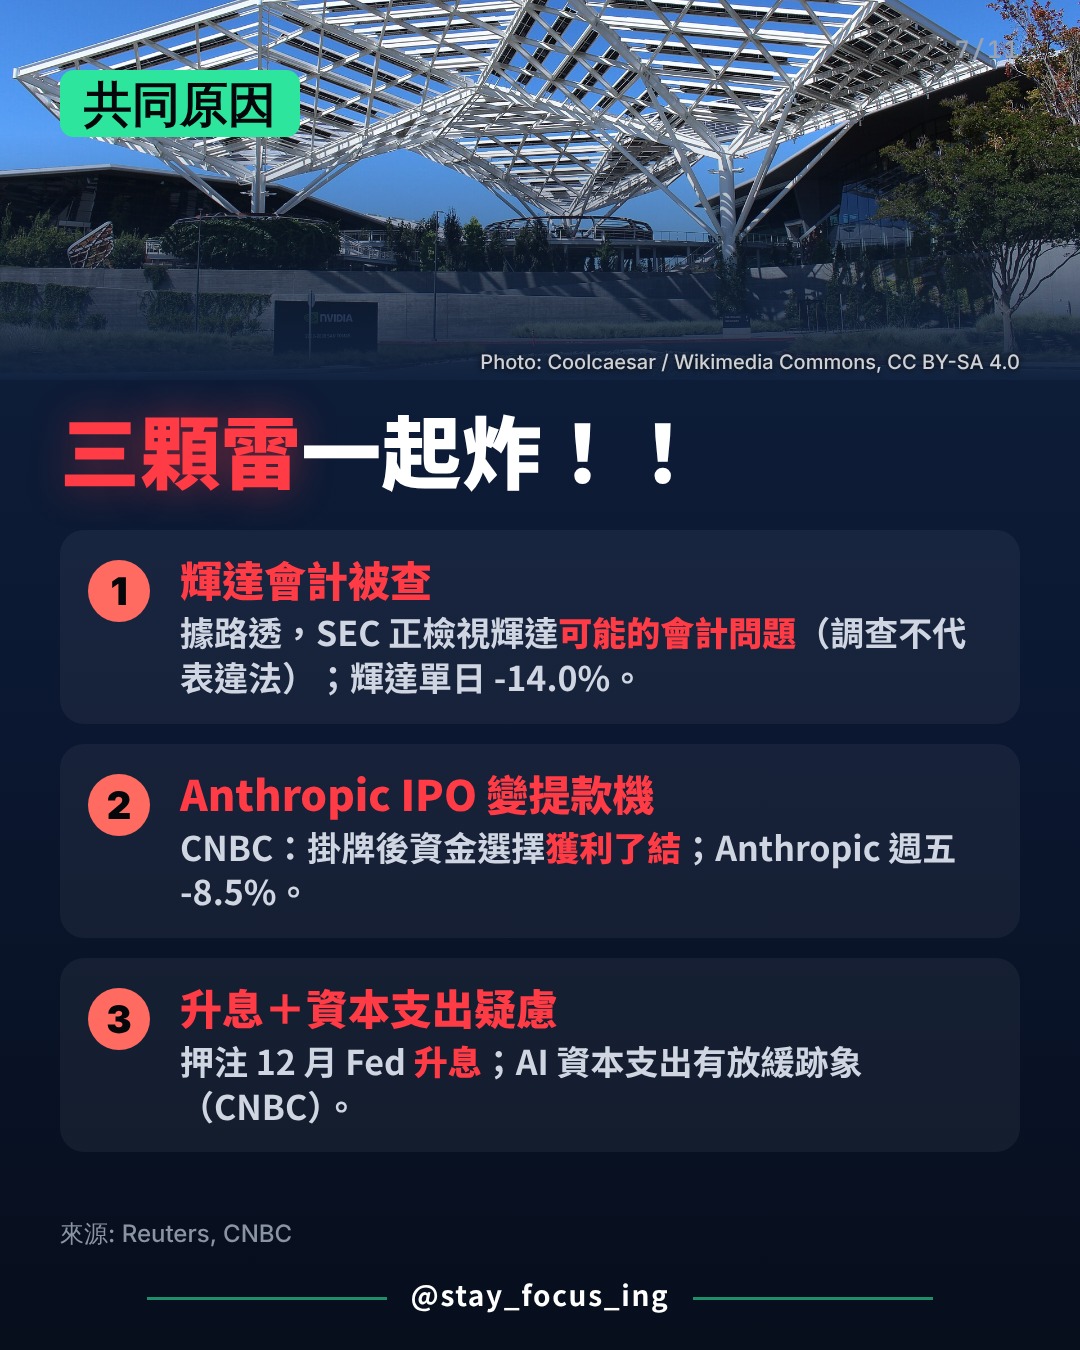 7/11
共同原因
NVIDIA
Photo: Coolcaesar / Wikimedia Commons, CC BY-SA 4.0
三顆雷一起炸！！
1
輝達會計被查
據路透，SEC 正檢視輝達可能的會計問題（調查不代
表違法）；輝達單日 -14.0%。
2
Anthropic IPO 變提款機
CNBC：掛牌後資金選擇獲利了結；Anthropic 週五
-8.5%。
3
升息＋資本支出疑慮
押注 12 月 Fed 升息；AI 資本支出有放緩跡象
（CNBC）。
來源: Reuters, CNBC
@stay_focus_ing